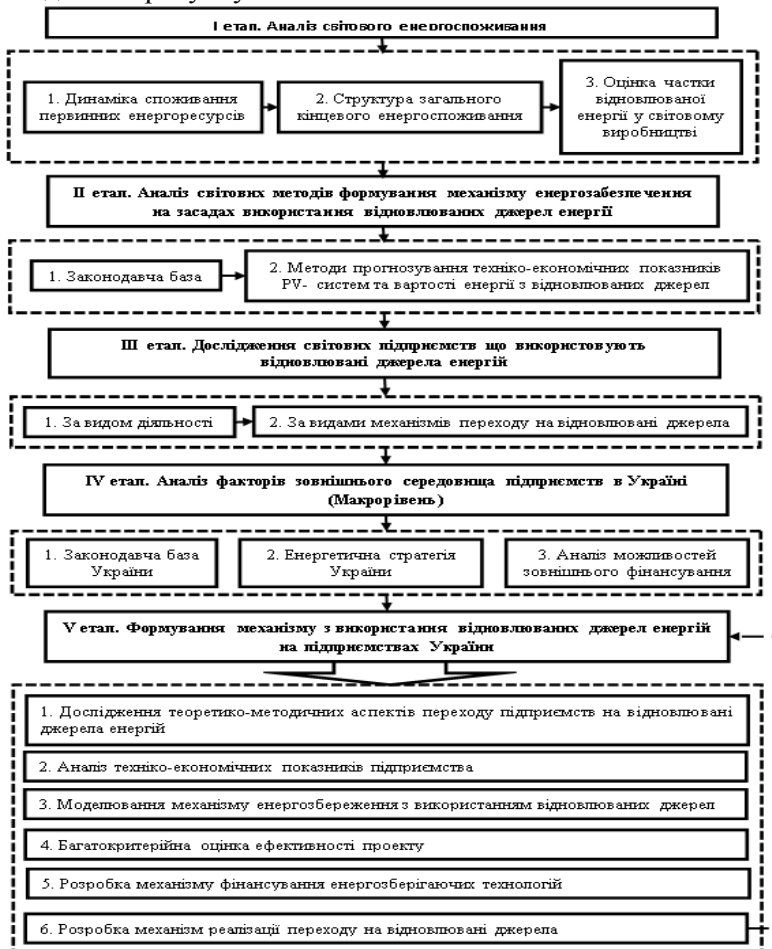 І етап. Аналіз світового енергоспоживання
1. Динаміка споживання
первинних енергоресурсів
2. Структура загального
кінцевого енергоспоживання
3. Оцінка частки
відновлюваної
енергії у світовому
виробництві
ІІ етап. Аналіз світових методів формування механізму енергозабезпечення
на засадах використання відновлюваних джерел енергії
1. Законодавча база
2. Методи прогнозування техніко-економічних показників
PV- систем та вартості енергії з відновлюваних джерел
ІІІ етап. Дослідження світових підприємств що використовують
відновлювані джерела енергій
1. За видом діяльності
2. За видами механізмів переходу на відновлювані джерела
IV етап. Аналіз факторів зовнішнього середовища підприємств в Україні
(Макрорівень)
1. Законодавча база
України
2. Енергетична стратегія
України
3. Аналіз можливостей
зовнішнього фінансування
V етап. Формування механізму з використання відновлюваних джерел енергій
на підприємствах України
1. Дослідження теоретико-методичних аспектів переходу підприємств на відновлювані
джерела енергій
2. Аналіз техніко-економічних показників підприємства
3. Моделювання механізму енергозбереження з використанням відновлюваних джерел
4. Багатокритерійна оцінка ефективності проекту
5. Розробка механізму фінансування енергозберігаючих технологій
6. Розробка механізм реалізації переходу на відновлювані джерела